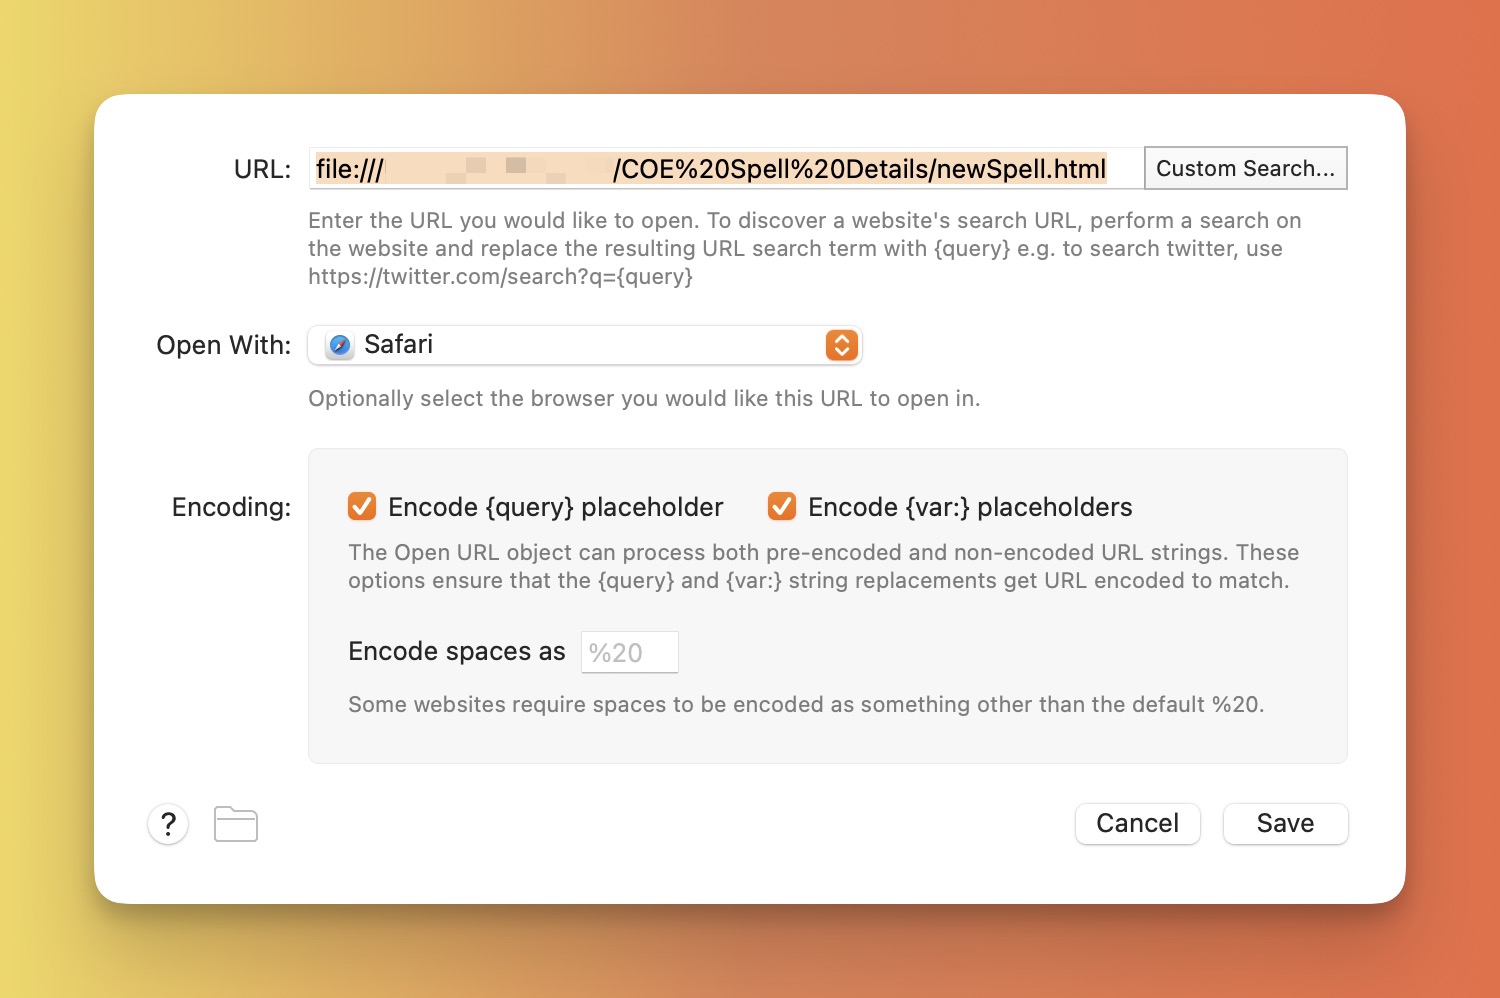 URL: file:/// /COE%20Spell%20Details/newSpell.html Custom Search...
Enter the URL you would like to open. To discover a website's search URL, perform a search on
the website and replace the resulting URL search term with {query} e.g. to search twitter, use
https://twitter.com/search?q={query}
Open With: Safari
Optionally select the browser you would like this URL to open in.
Encoding: Encode {query} placeholder Encode {var:} placeholders
The Open URL object can process both pre-encoded and non-encoded URL strings. These
options ensure that the {query} and {var:} string replacements get URL encoded to match.
Encode spaces as %20
Some websites require spaces to be encoded as something other than the default %20.
? Cancel Save